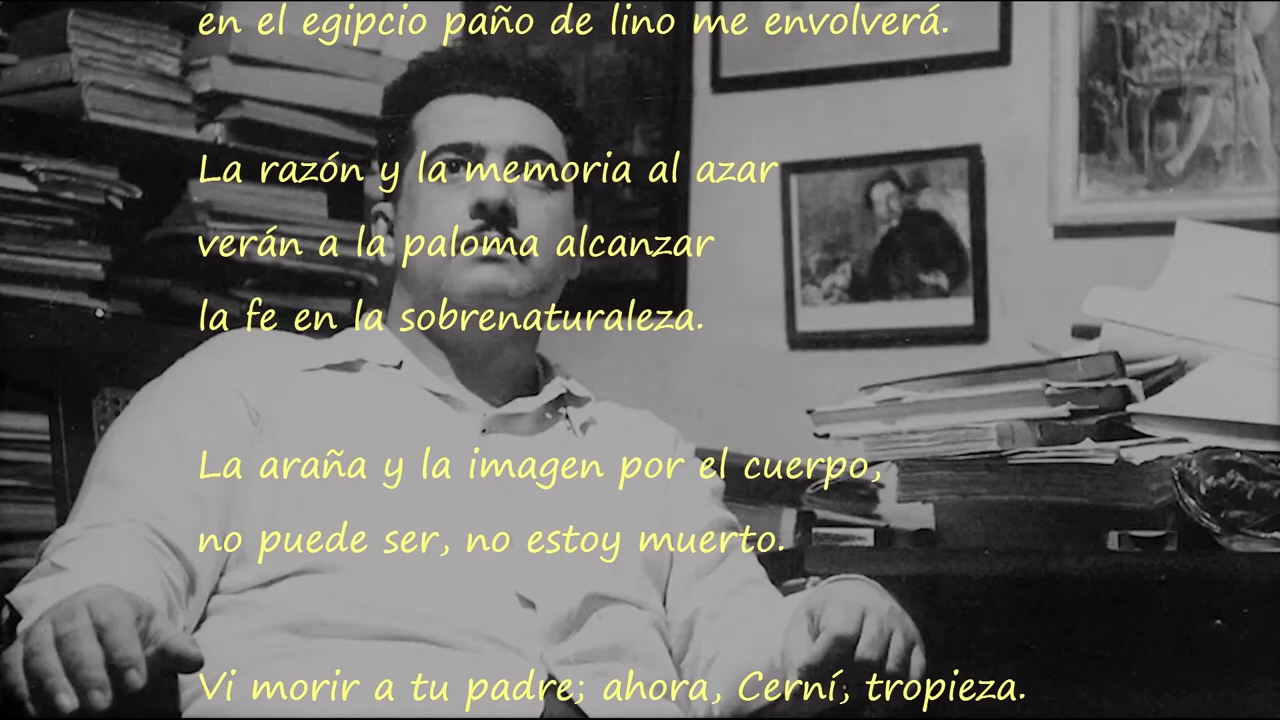 en el egipcio paño de lino me envolverá.
La razón y la memoria al azar
verán a la paloma alcanzar
la fe en la sobrenaturaleza.
La araña y la imagen por el cuerpo,
no puede ser, no estoy muerto.
Vi morir a tu padre; ahora, Cerní, tropieza.